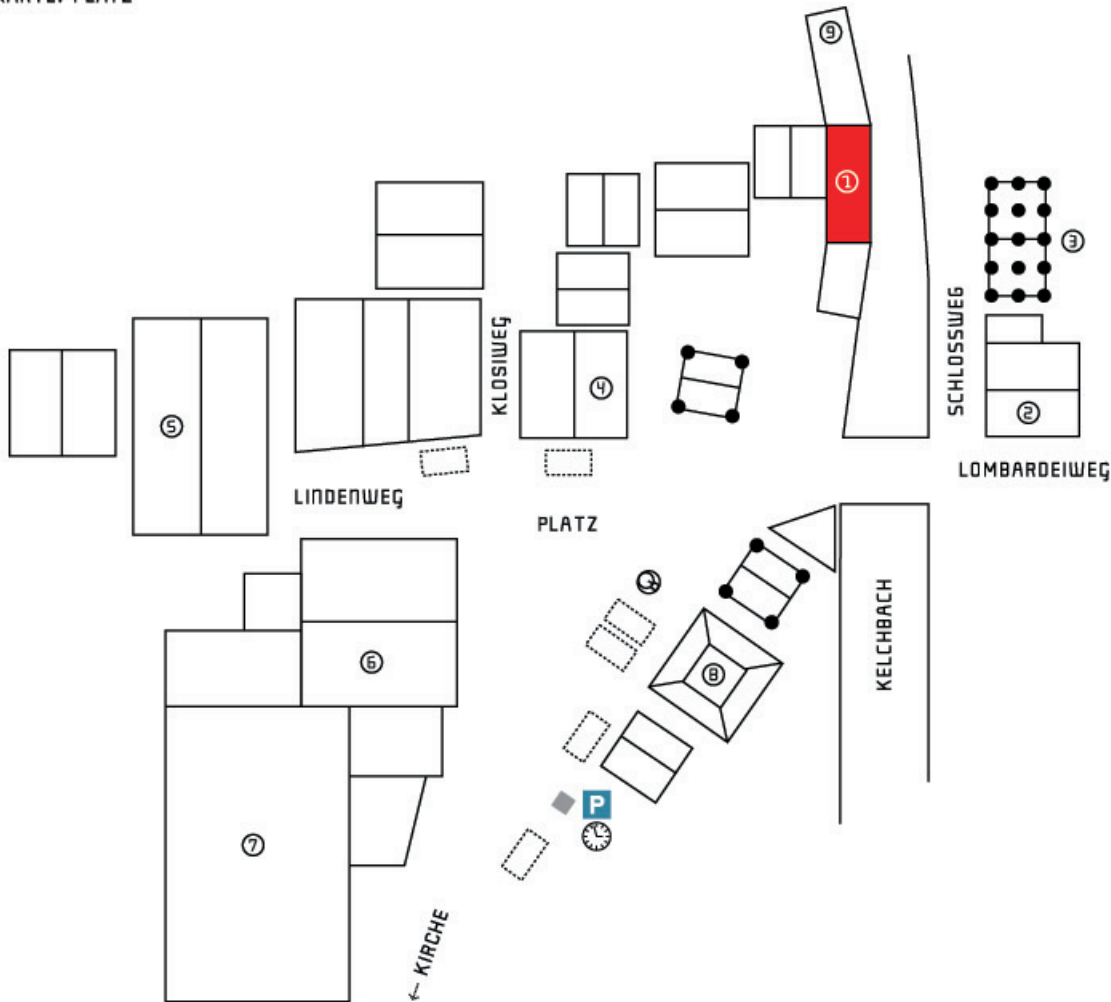 9
1
3
KLOSIWEG
SCHLOSSWEG
4
2
5
LOMBARDEIWEG
LINDENWEG
PLATZ
6
KELCHBACH
8
P
7
← KIRCHE